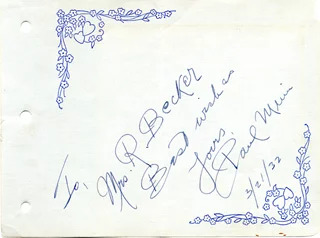 To,
Mrs. R Becker
Best wishes
Yours,
Paul Muni
3/21/32